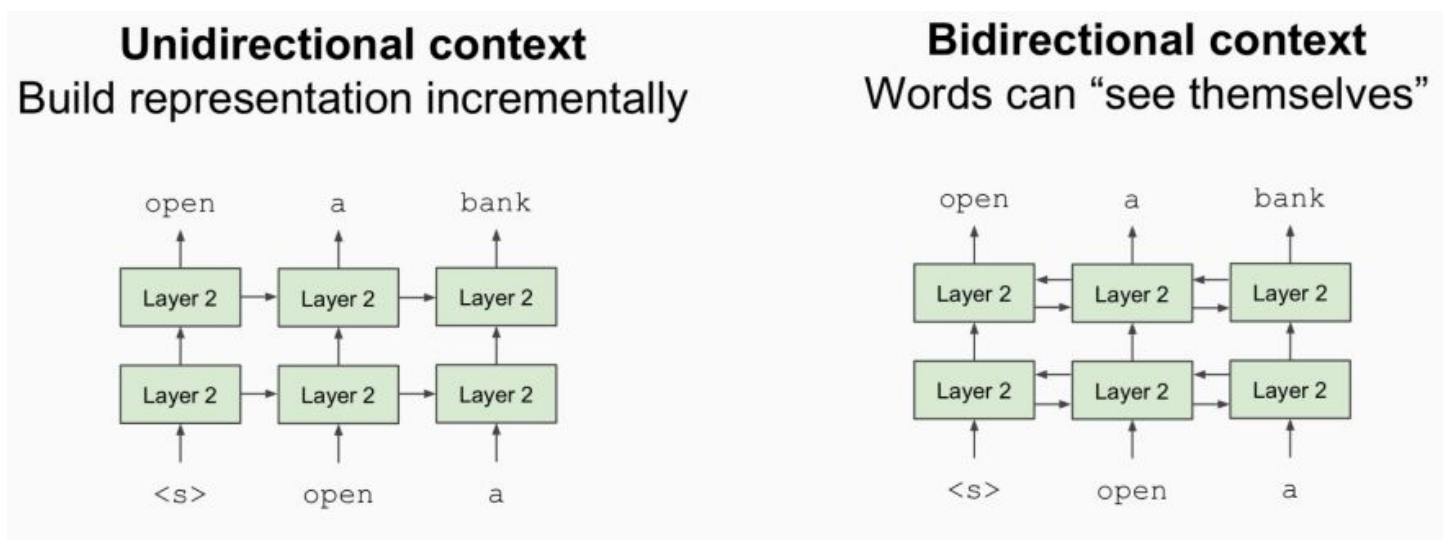 Unidirectional context
Build representation incrementally
open a bank
Layer 2 Layer 2 Layer 2
Layer 2 Layer 2 Layer 2
<s> open a
Bidirectional context
Words can “see themselves”
open a bank
Layer 2 Layer 2 Layer 2
Layer 2 Layer 2 Layer 2
<s> open a